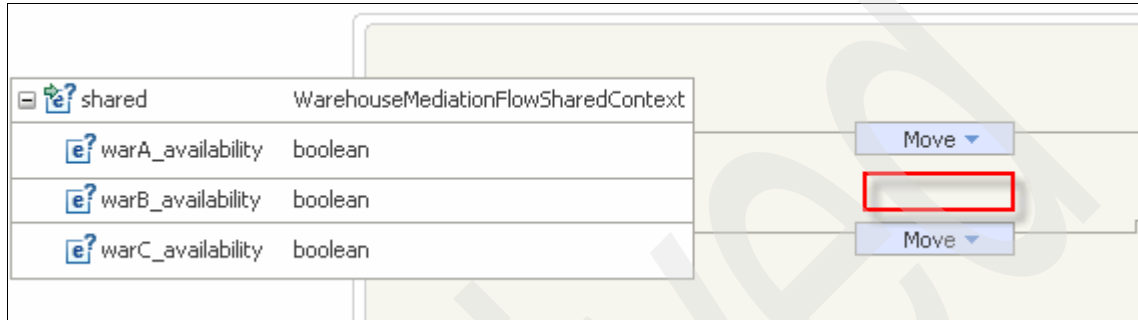 shared WarehouseMediationFlowSharedContext
warA_availability boolean Move
warB_availability boolean
warC_availability boolean Move